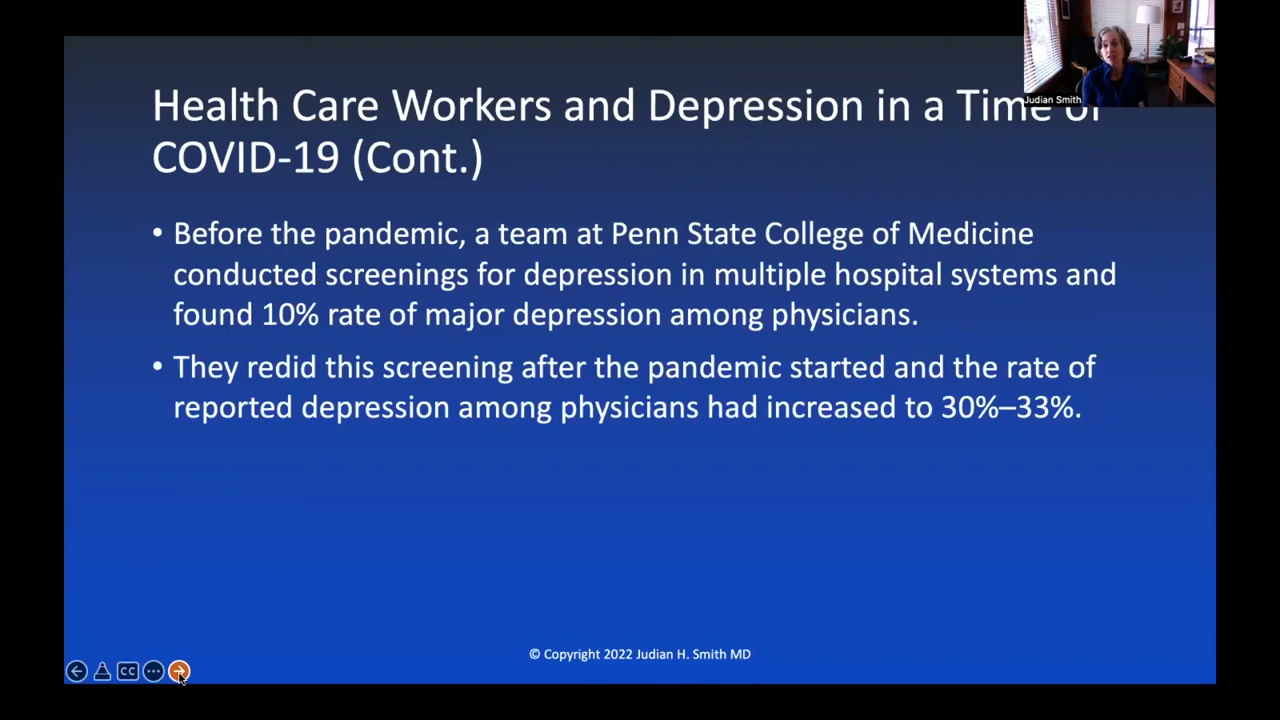 Health Care Workers and Depression in a Time of
COVID-19 (Cont.)
Judian Smith
• Before the pandemic, a team at Penn State College of Medicine
conducted screenings for depression in multiple hospital systems and
found 10% rate of major depression among physicians.
• They redid this screening after the pandemic started and the rate of
reported depression among physicians had increased to 30%–33%.
© Copyright 2022 Judian H. Smith MD
CC